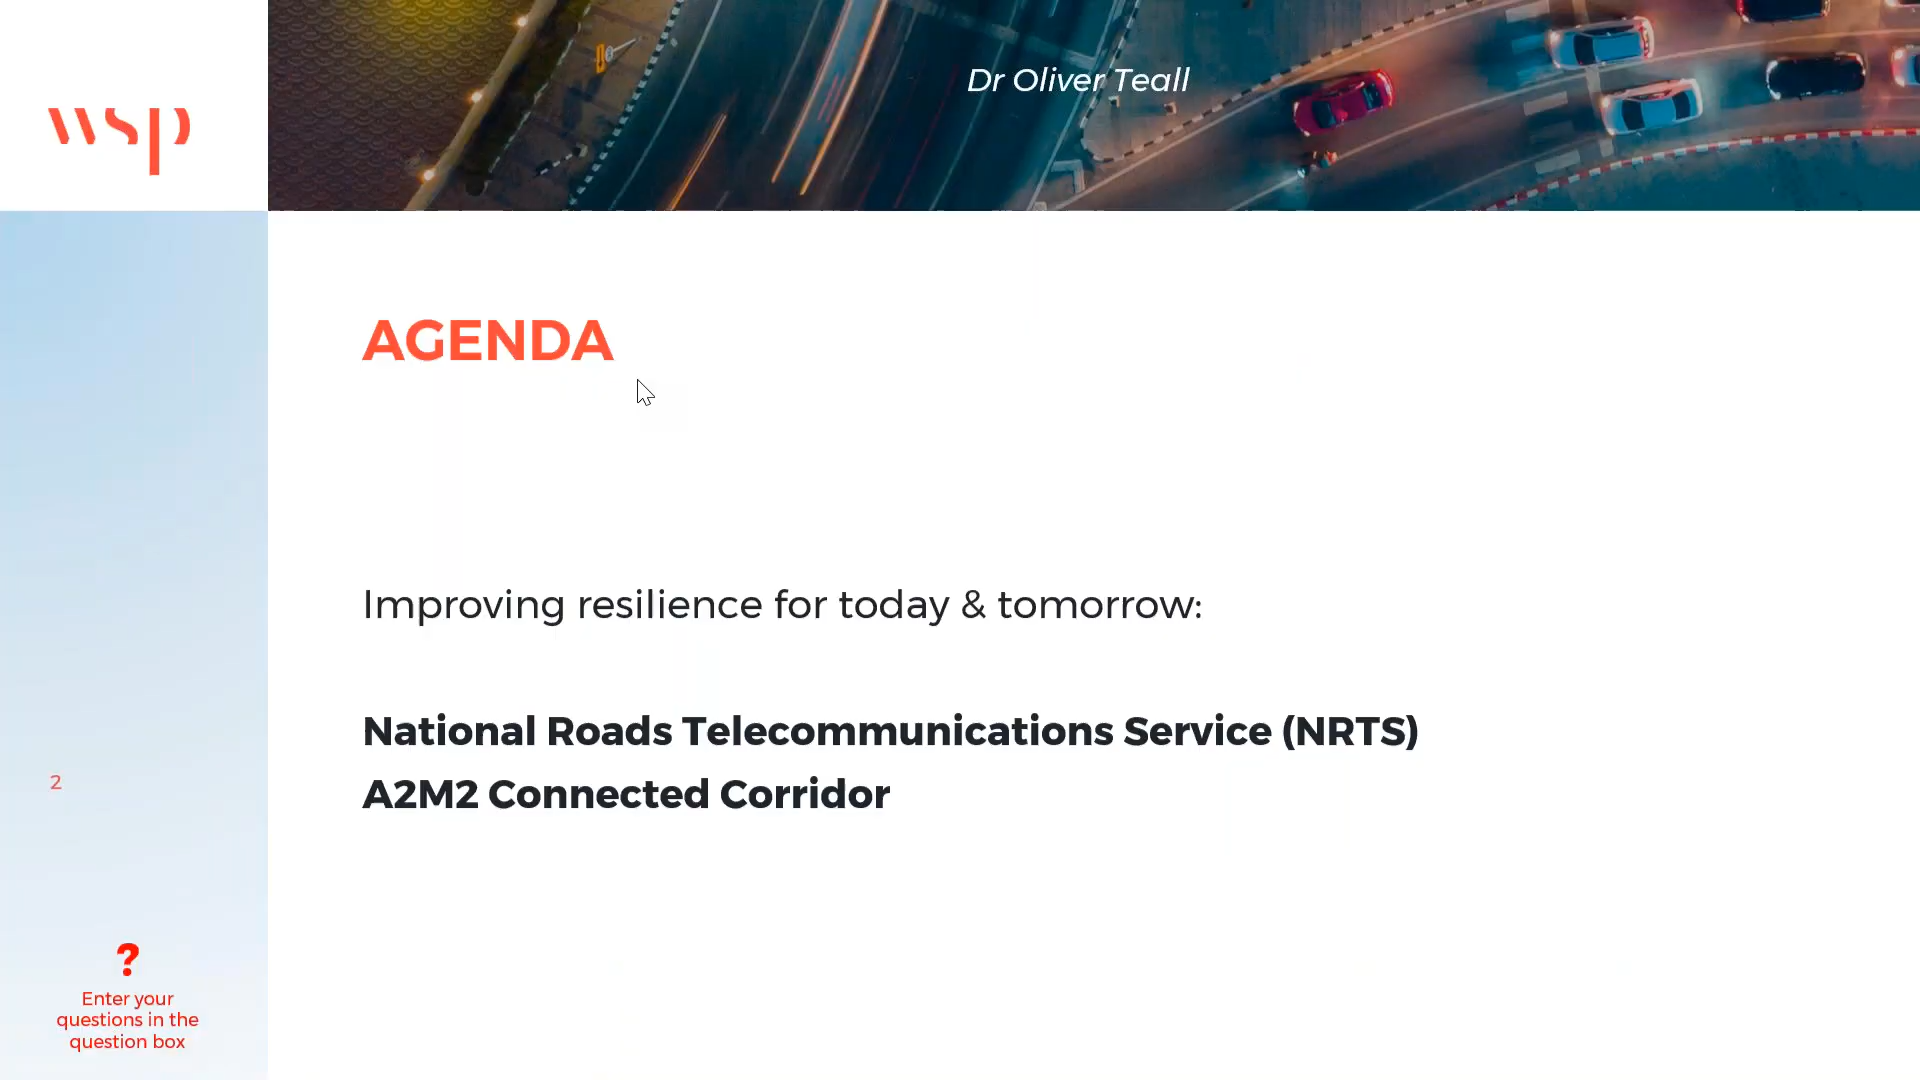 wsp
Dr Oliver Teall
AGENDA
Improving resilience for today & tomorrow:
National Roads Telecommunications Service (NRTS)
A2M2 Connected Corridor
2
?
Enter your
questions in the
question box